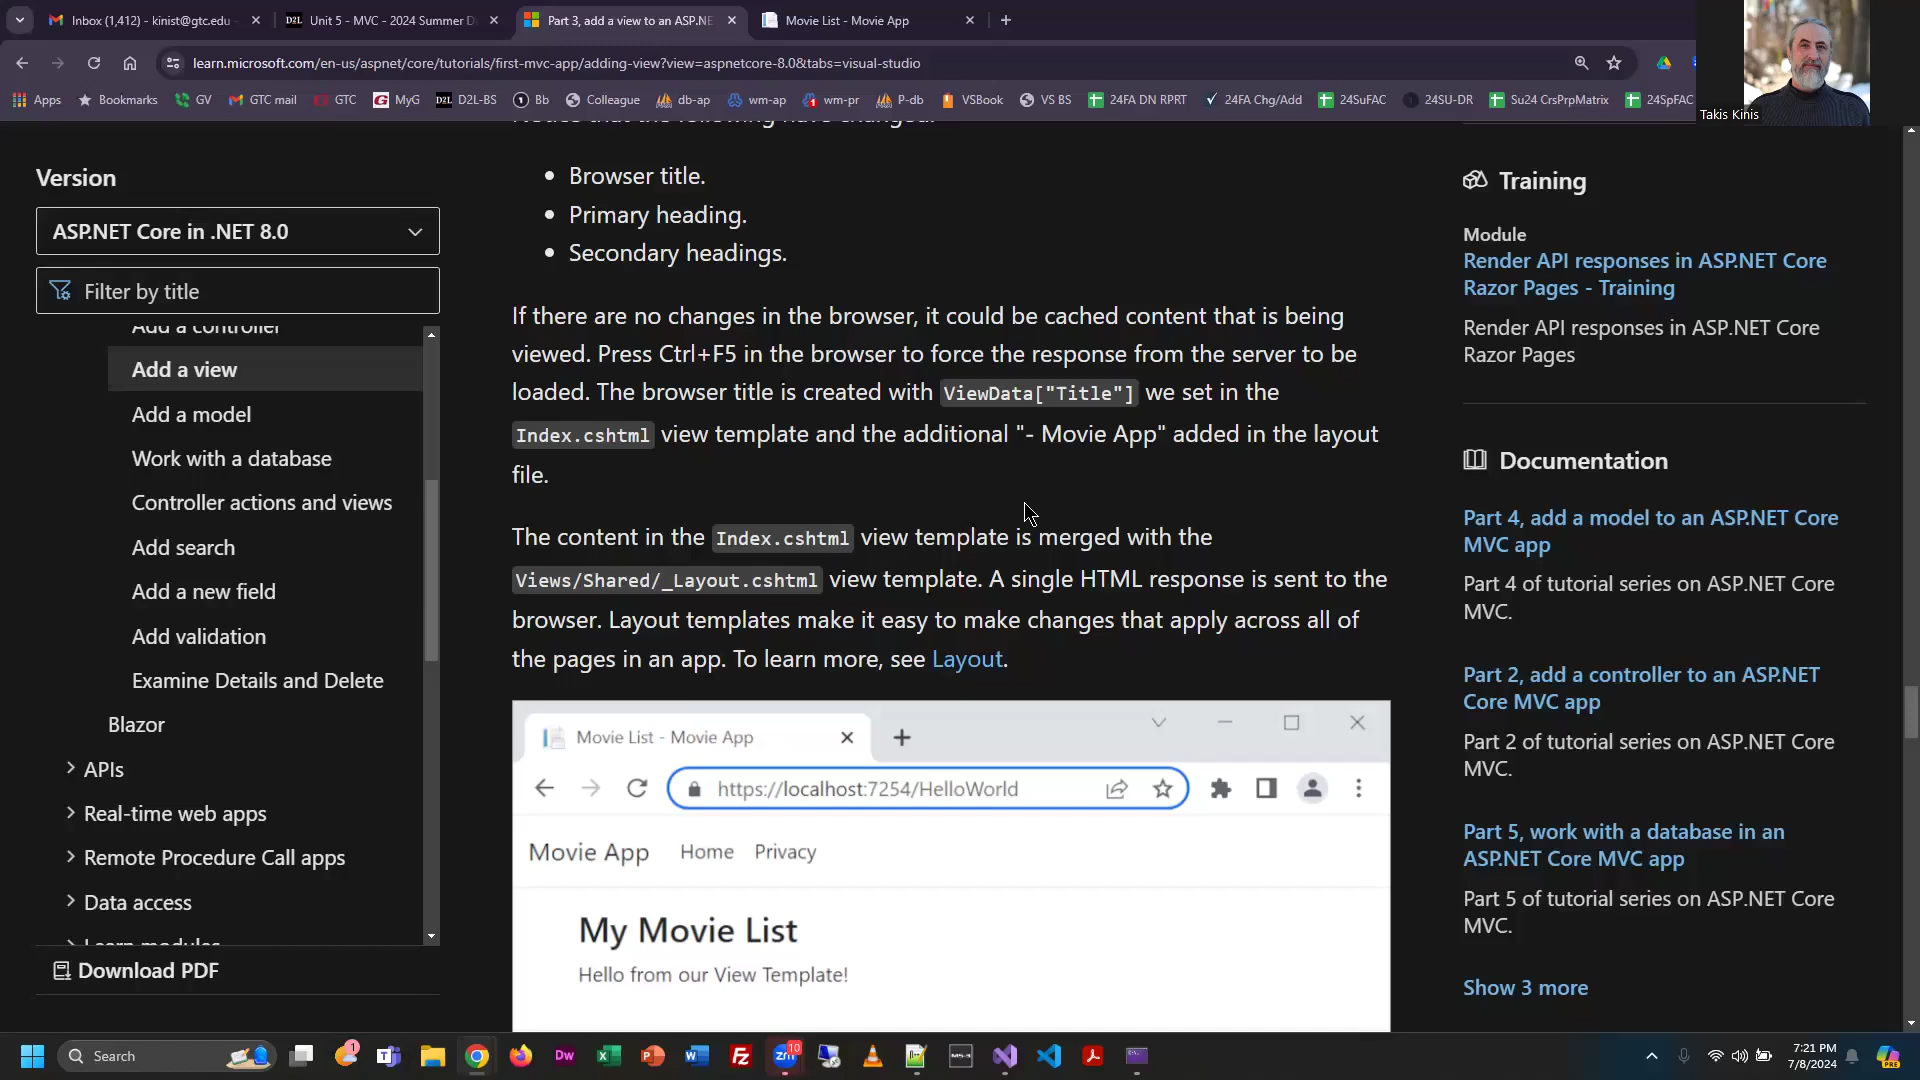 Inbox (1,412) - kinist@gtc.edu
D2L
Unit 5 - MVC - 2024 Summer D
Part 3, add a view to an ASP.NE
Movie List - Movie App
learn.microsoft.com/en-us/aspnet/core/tutorials/first-mvc-app/adding-view?view=aspnetcore-8.0&tabs=visual-studio
Apps
Bookmarks
GV
GTC mail
GTC
MyG
D2L-BS
Bb
Colleague
db-ap
wm-ap
wm-pr
P-db
VSBook
VS BS
24FA DN RPRT
24FA Chg/Add
24SuFAC
24SU-DR
Su24 CrsPrpMatrix
24SpFAC
Takis Kinis
Version
ASP.NET Core in .NET 8.0
Filter by title
Add a controller
Add a view
Add a model
Work with a database
Controller actions and views
Add search
Add a new field
Add validation
Examine Details and Delete
Blazor
APIs
Real-time web apps
Remote Procedure Call apps
Data access
Learn modules
Download PDF
Notice that the following have changed:
• Browser title.
• Primary heading.
• Secondary headings.
If there are no changes in the browser, it could be cached content that is being
viewed. Press Ctrl+F5 in the browser to force the response from the server to be
loaded. The browser title is created with ViewData["Title"] we set in the
Index.cshtml view template and the additional "- Movie App" added in the layout
file.
The content in the Index.cshtml view template is merged with the
Views/Shared/_Layout.cshtml view template. A single HTML response is sent to the
browser. Layout templates make it easy to make changes that apply across all of
the pages in an app. To learn more, see Layout.
Movie List - Movie App
https://localhost:7254/HelloWorld
Movie App Home Privacy
My Movie List
Hello from our View Template!
Training
Module
Render API responses in ASP.NET Core
Razor Pages - Training
Render API responses in ASP.NET Core
Razor Pages
Documentation
Part 4, add a model to an ASP.NET Core
MVC app
Part 4 of tutorial series on ASP.NET Core
MVC.
Part 2, add a controller to an ASP.NET
Core MVC app
Part 2 of tutorial series on ASP.NET Core
MVC.
Part 5, work with a database in an
ASP.NET Core MVC app
Part 5 of tutorial series on ASP.NET Core
MVC.
Show 3 more
Search
1
Dw
10
7:21 PM
7/8/2024
PRE